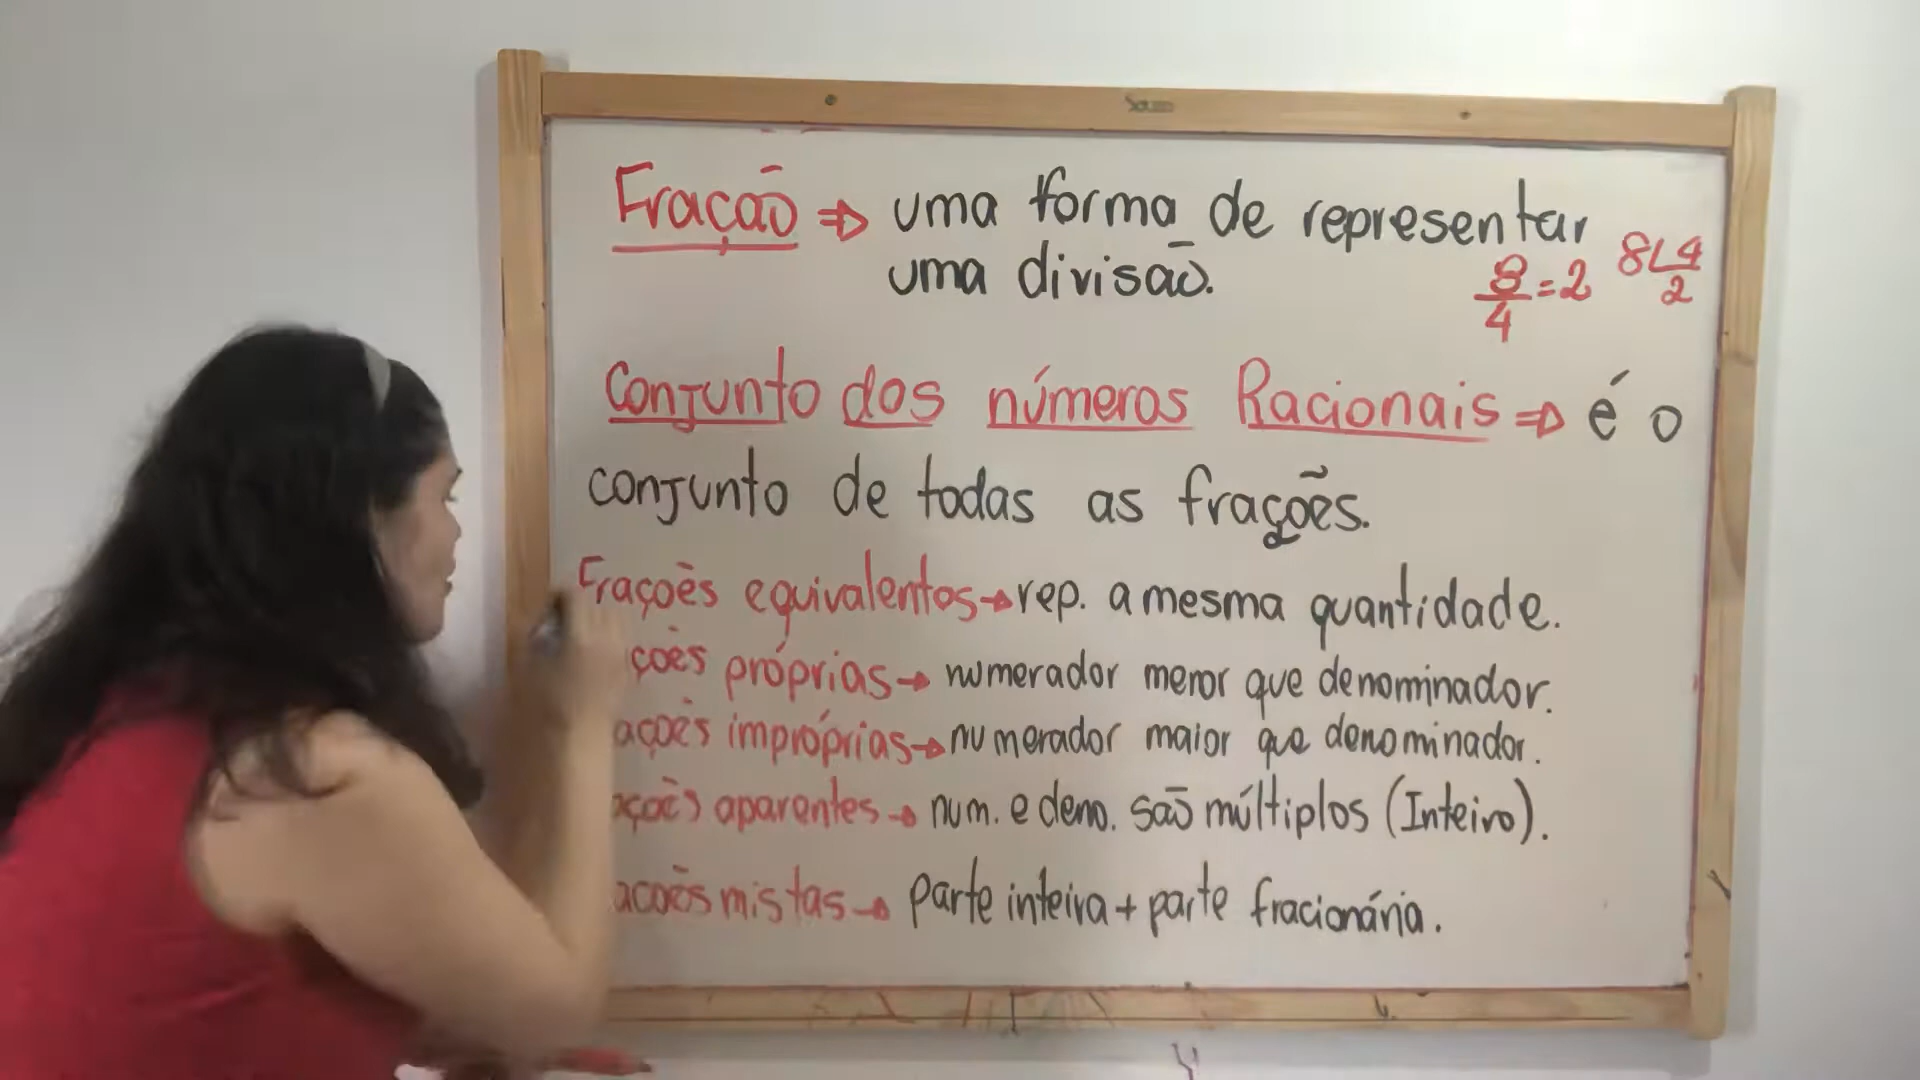 Fração ⇒ uma forma de representar
uma divisão.
8/4 = 2
8 4
2
Conjunto dos números Racionais ⇒ é o
conjunto de todas as frações.
Frações equivalentes → rep. a mesma quantidade.
ções próprias → numerador menor que denominador.
ações impróprias → numerador maior que denominador.
ações aparentes → num. e deno. são múltiplos (Inteiro).
acões mistas → parte inteira + parte fracionária.